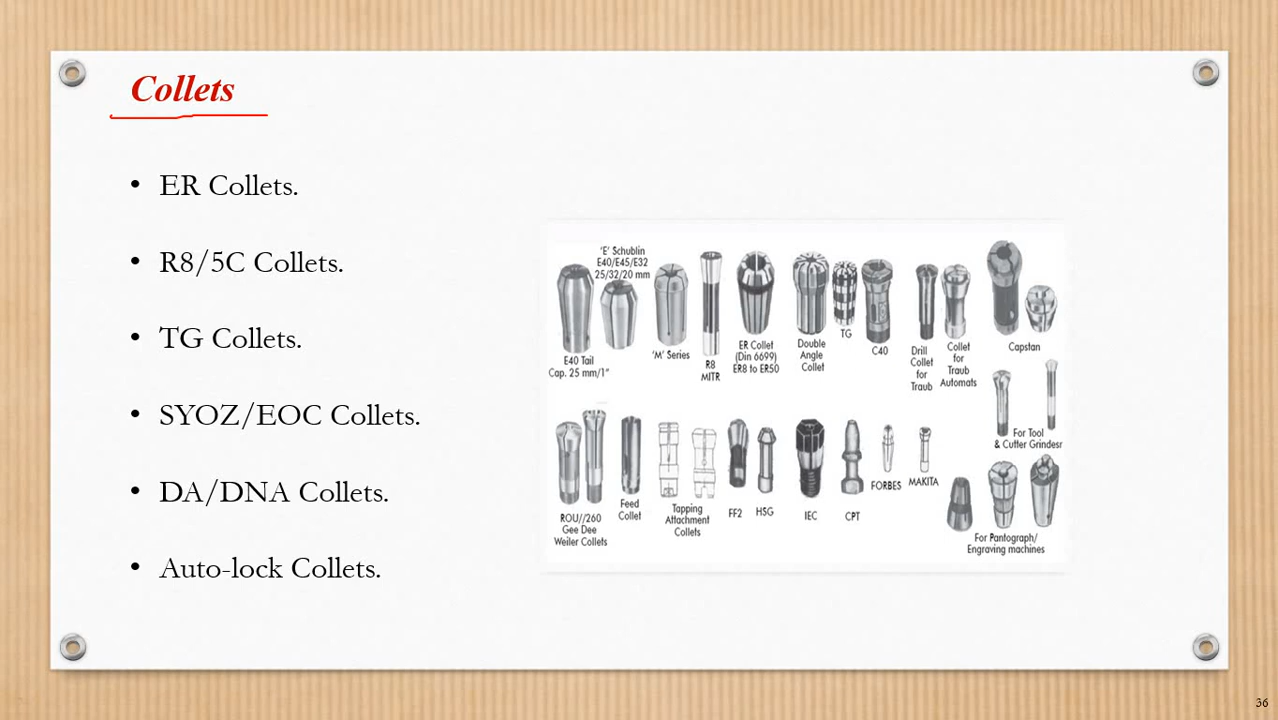 Collets
• ER Collets.
• R8/5C Collets.
• TG Collets.
• SYOZ/EOC Collets.
• DA/DNA Collets.
• Auto-lock Collets.
'E' Schublin
E40/E45/E32
25/32/20 mm
E40 Tail
Cap. 25 mm/1"
'M' Series
R8
MITR
ER Collet
(Din 6699)
ER8 to ER50
Double
Angle
Collet
TG
C40
Drill
Collet
for
Traub
Collet
for
Traub
Automats
Capstan
For Tool
& Cutter Grindesr
ROU//260
Gee Dee
Weiler Collets
Feed
Collet
Tapping
Attachment
Collets
FF2
HSG
IEC
CPT
FORBES
MAKITA
For Pantograph/
Engraving machines
36